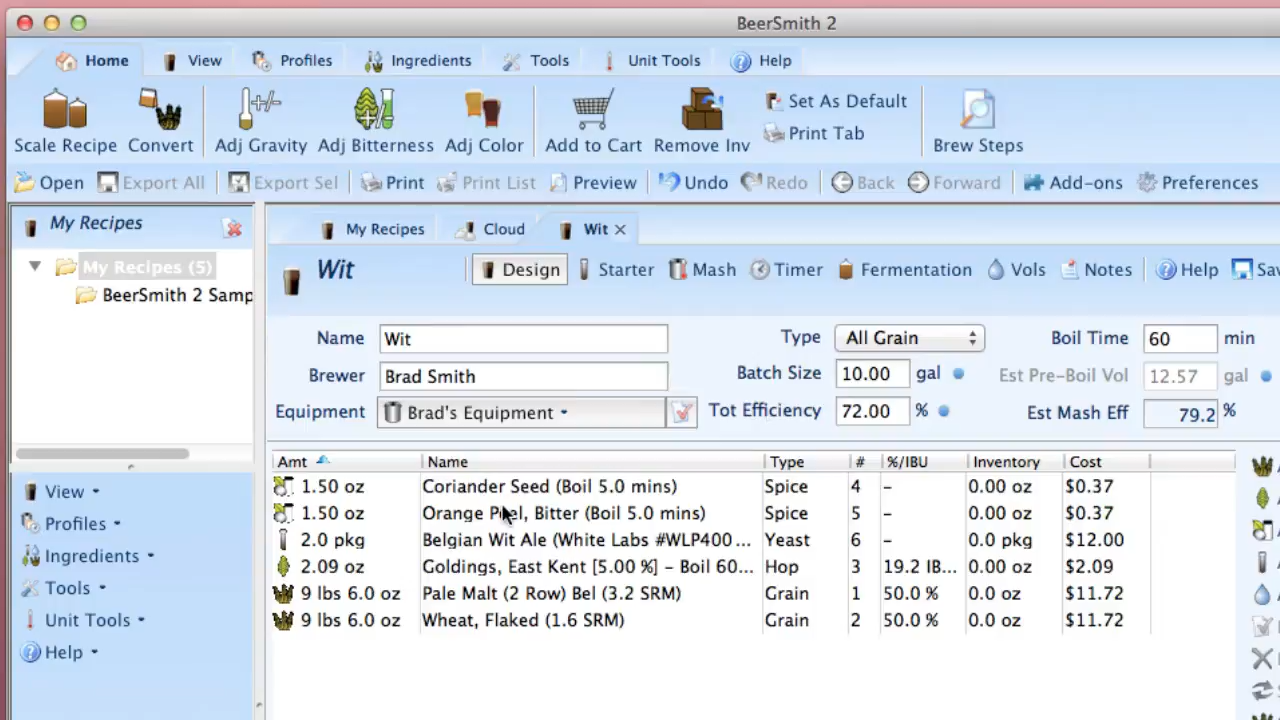 BeerSmith 2
Home View Profiles Ingredients Tools Unit Tools Help
Scale Recipe Convert Adj Gravity Adj Bitterness Adj Color Add to Cart Remove Inv Set As Default Print Tab Brew Steps
Open Export All Export Sel Print Print List Preview Undo Redo Back Forward Add-ons Preferences
My Recipes
My Recipes (5)
BeerSmith 2 Samp
View
Profiles
Ingredients
Tools
Unit Tools
Help
My Recipes Cloud Wit
Wit Design Starter Mash Timer Fermentation Vols Notes Help Sav
Name Wit Type All Grain Boil Time 60 min
Brewer Brad Smith Batch Size 10.00 gal Est Pre-Boil Vol 12.57 gal
Equipment Brad's Equipment Tot Efficiency 72.00 % Est Mash Eff 79.2 %
Amt Name Type # %/IBU Inventory Cost
1.50 oz Coriander Seed (Boil 5.0 mins) Spice 4 – 0.00 oz $0.37
1.50 oz Orange Peel, Bitter (Boil 5.0 mins) Spice 5 – 0.00 oz $0.37
2.0 pkg Belgian Wit Ale (White Labs #WLP400 ... Yeast 6 – 0.0 pkg $12.00
2.09 oz Goldings, East Kent [5.00 %] – Boil 60... Hop 3 19.2 IB... 0.00 oz $2.09
9 lbs 6.0 oz Pale Malt (2 Row) Bel (3.2 SRM) Grain 1 50.0 % 0.0 oz $11.72
9 lbs 6.0 oz Wheat, Flaked (1.6 SRM) Grain 2 50.0 % 0.0 oz $11.72